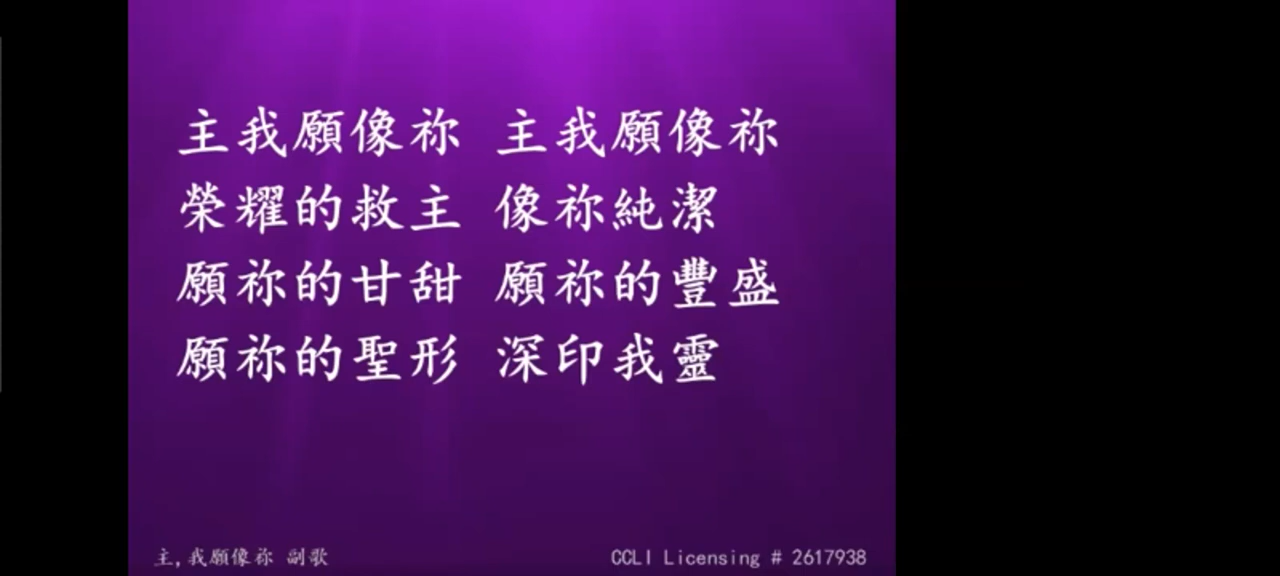 主我願像祢 主我願像祢
榮耀的救主 像祢純潔
願祢的甘甜 願祢的豐盛
願祢的聖形 深印我靈
主,我願像祢 副歌
CCLI Licensing # 2617938